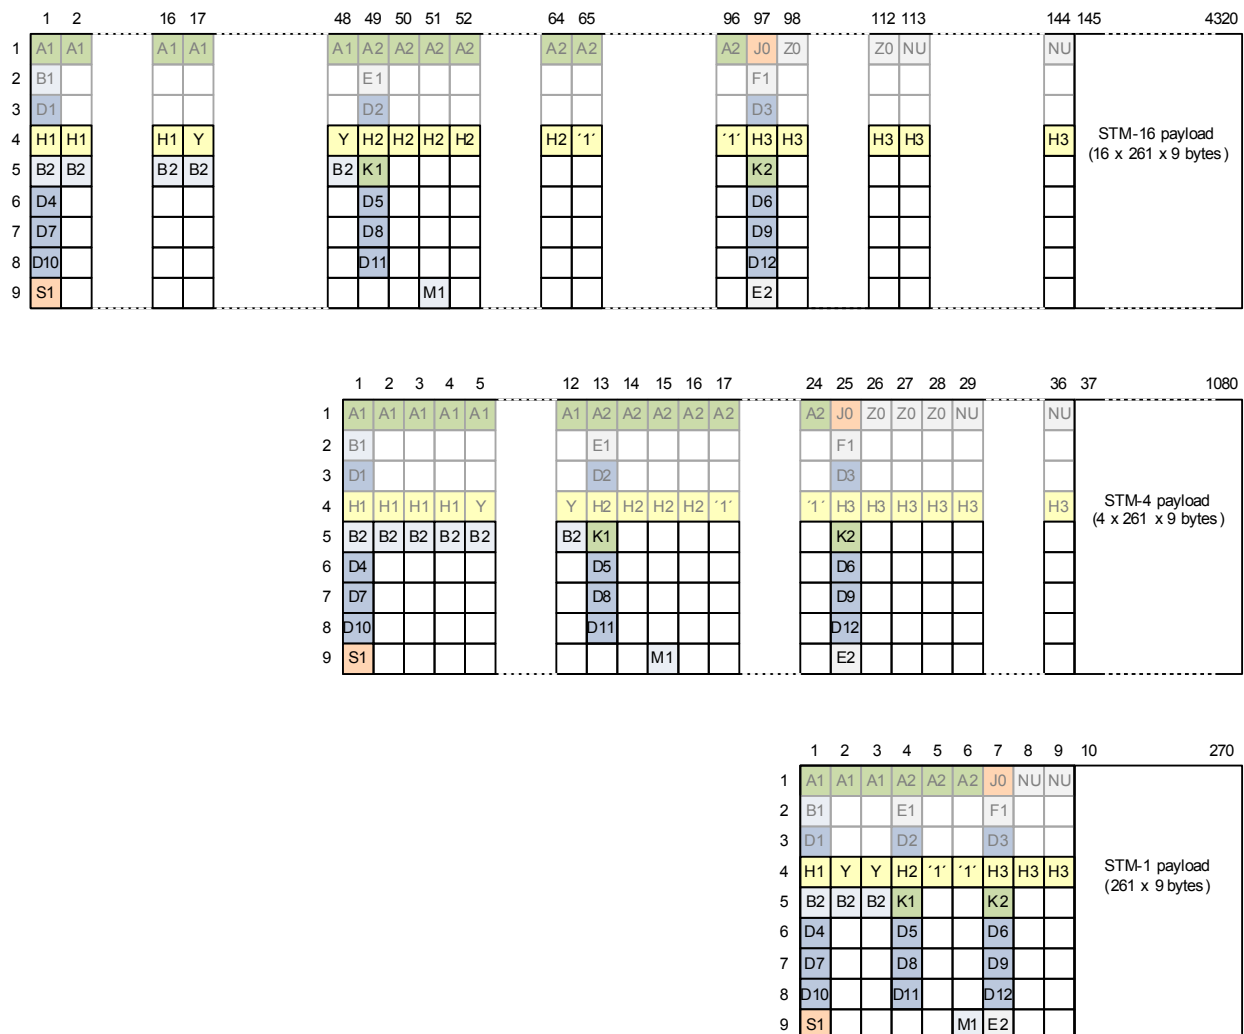 1 2 16 17 48 49 50 51 52 64 65 96 97 98 112 113 144 145 4320
1 A1 A1 A1 A1 A1 A2 A2 A2 A2 A2 A2 A2 J0 Z0 Z0 NU NU
2 B1 E1 F1
3 D1 D2 D3
4 H1 H1 H1 Y Y H2 H2 H2 H2 H2 ´1´ ´1´ H3 H3 H3 H3 H3
STM-16 payload
(16 x 261 x 9 bytes)
5 B2 B2 B2 B2 B2 K1 K2
6 D4 D5 D6
7 D7 D8 D9
8 D10 D11 D12
9 S1 M1 E2
1 2 3 4 5 12 13 14 15 16 17 24 25 26 27 28 29 36 37 1080
1 A1 A1 A1 A1 A1 A1 A2 A2 A2 A2 A2 A2 J0 Z0 Z0 Z0 NU NU
2 B1 E1 F1
3 D1 D2 D3
4 H1 H1 H1 H1 Y Y H2 H2 H2 H2 ´1´ ´1´ H3 H3 H3 H3 H3 H3
STM-4 payload
(4 x 261 x 9 bytes)
5 B2 B2 B2 B2 B2 B2 K1 K2
6 D4 D5 D6
7 D7 D8 D9
8 D10 D11 D12
9 S1 M1 E2
1 2 3 4 5 6 7 8 9 10 270
1 A1 A1 A1 A2 A2 A2 J0 NU NU
2 B1 E1 F1
3 D1 D2 D3
4 H1 Y Y H2 ´1´ ´1´ H3 H3 H3
STM-1 payload
(261 x 9 bytes)
5 B2 B2 B2 K1 K2
6 D4 D5 D6
7 D7 D8 D9
8 D10 D11 D12
9 S1 M1 E2